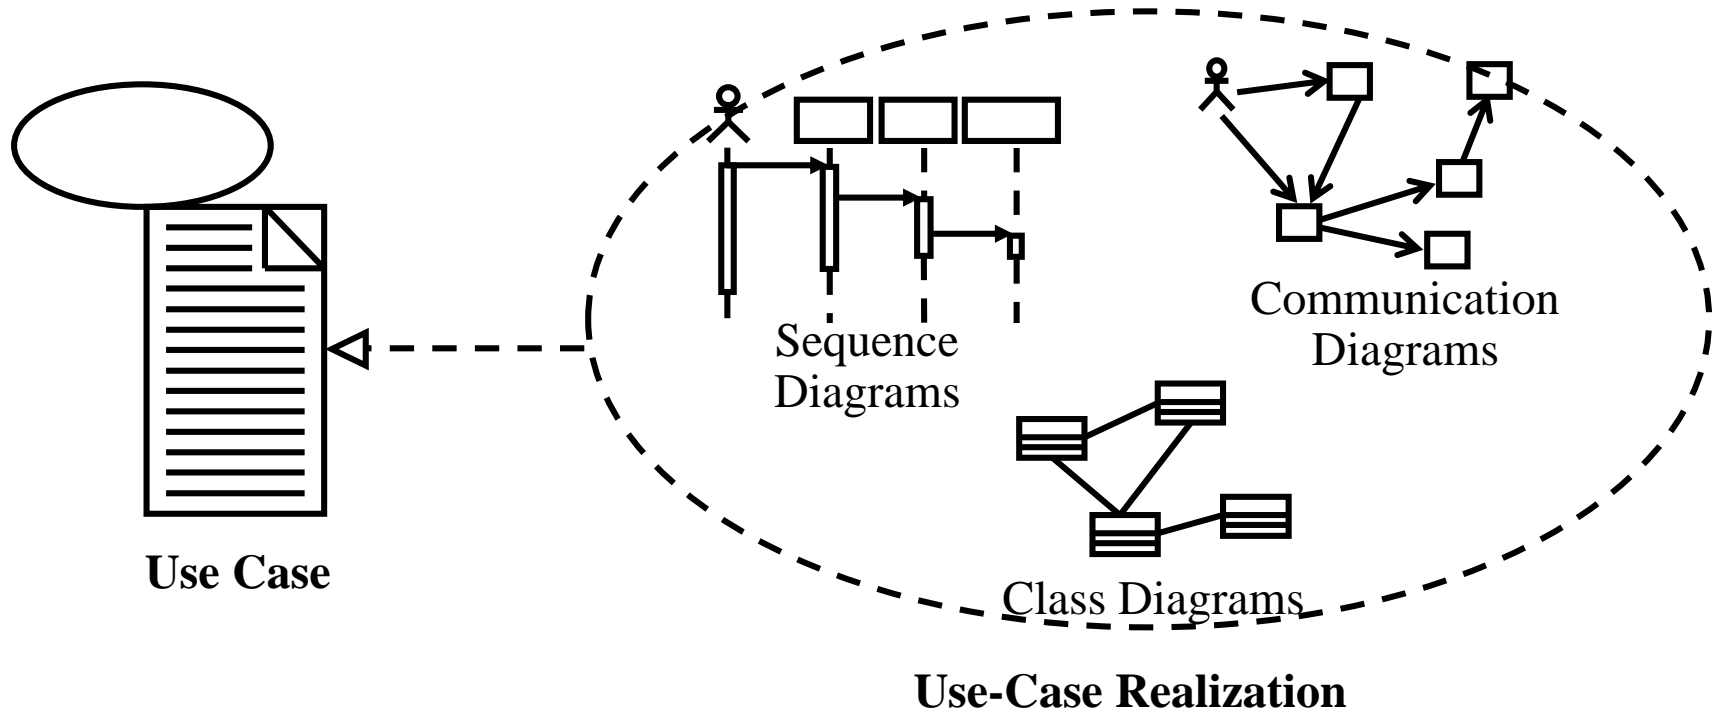 Sequence
Diagrams
Communication
Diagrams
Class Diagrams
Use Case
Use-Case Realization